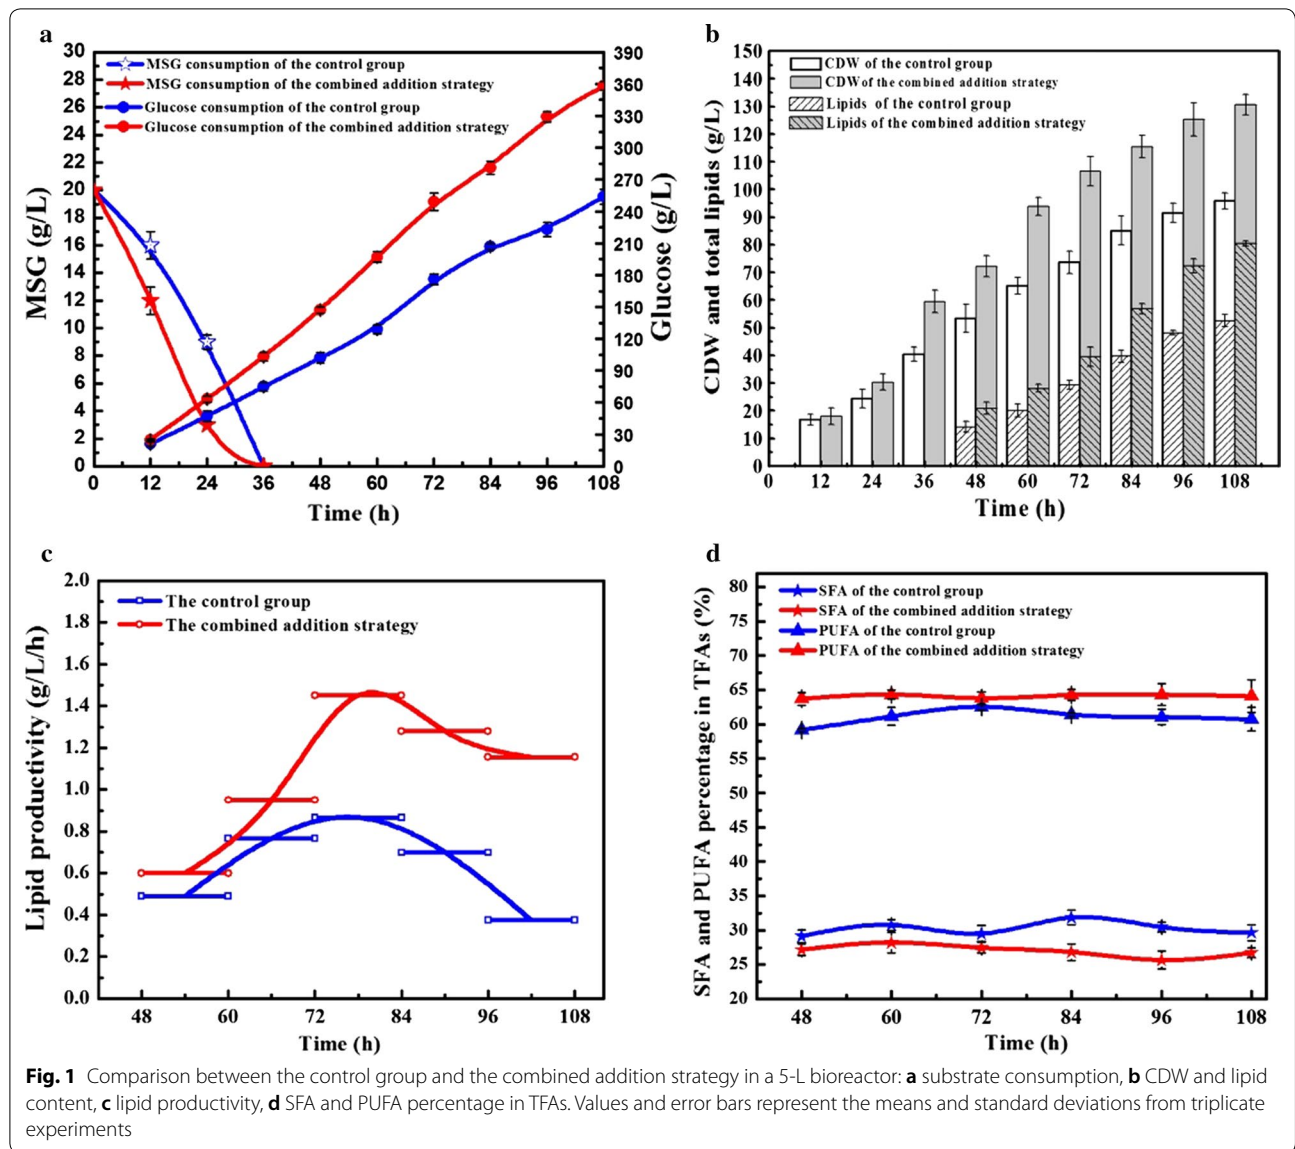 a
30
28
26
24
22
20
18
16
14
12
10
8
6
4
2
0
MSG (g/L)
390
360
330
300
270
240
210
180
150
120
90
60
30
0
Glucose (g/L)
MSG consumption of the control group
MSG consumption of the combined addition strategy
Glucose consumption of the control group
Glucose consumption of the combined addition strategy
0 12 24 36 48 60 72 84 96 108
Time (h)
b
150
140
130
120
110
100
90
80
70
60
50
40
30
20
10
0
CDW and total lipids (g/L)
CDW of the control group
CDW of the combined addition strategy
Lipids of the control group
Lipids of the combined addition strategy
0 12 24 36 48 60 72 84 96 108
Time (h)
c
2.0
1.8
1.6
1.4
1.2
1.0
0.8
0.6
0.4
0.2
0.0
Lipid productivity (g/L/h)
The control group
The combined addition strategy
48 60 72 84 96 108
Time (h)
d
80
75
70
65
60
55
50
45
40
35
30
25
20
SFA and PUFA percentage in TFAs (%)
SFA of the control group
SFA of the combined addition strategy
PUFA of the control group
PUFA of the combined addition strategy
48 60 72 84 96 108
Time (h)
Fig. 1 Comparison between the control group and the combined addition strategy in a 5-L bioreactor: a substrate consumption, b CDW and lipid
content, c lipid productivity, d SFA and PUFA percentage in TFAs. Values and error bars represent the means and standard deviations from triplicate
experiments